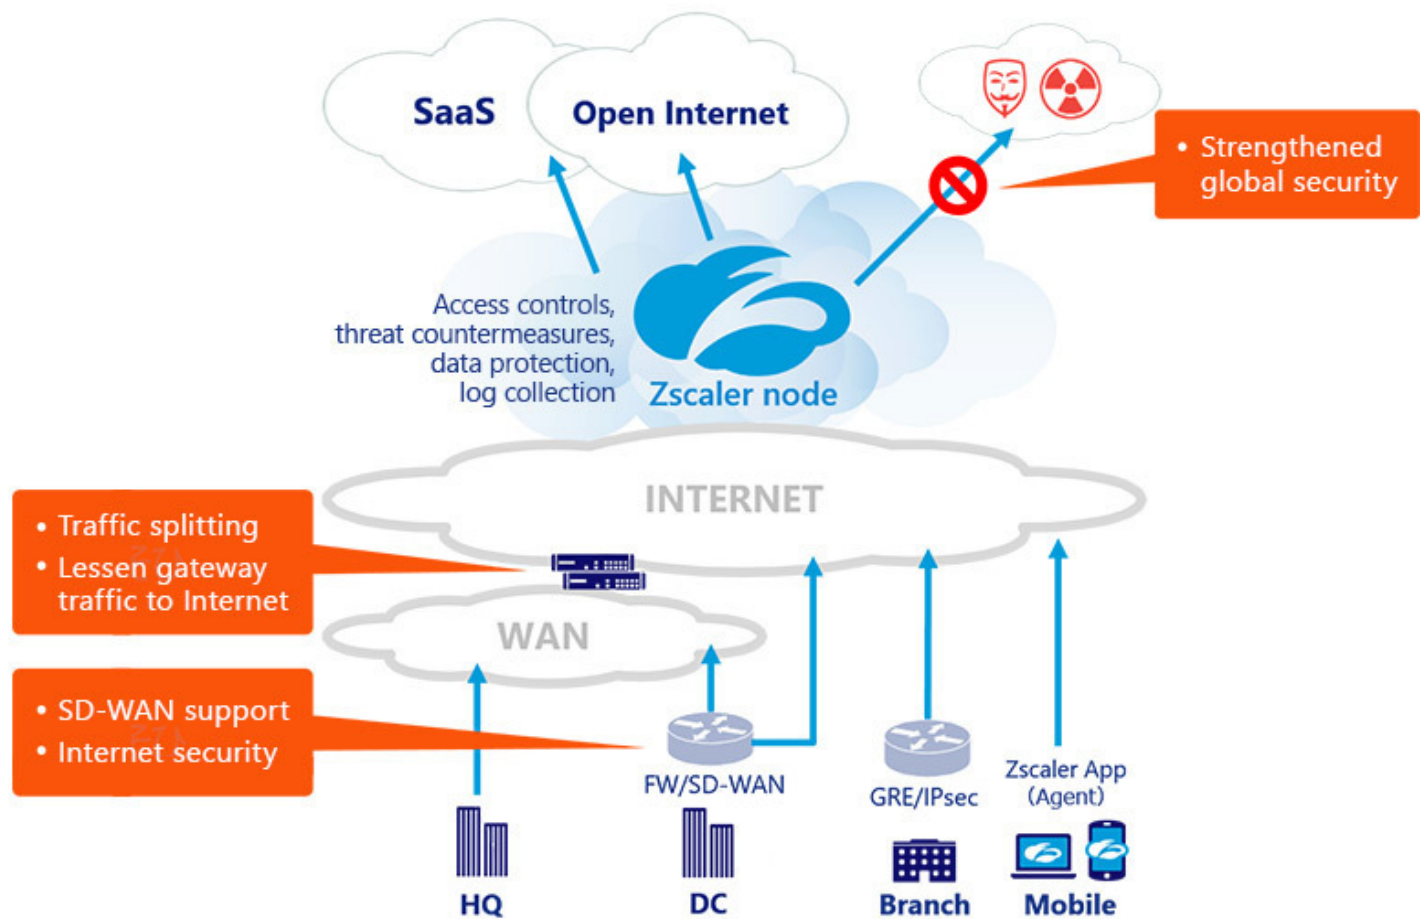 SaaS
Open Internet
• Strengthened
global security
Access controls,
threat countermeasures,
data protection,
log collection
Zscaler node
INTERNET
• Traffic splitting
• Lessen gateway
traffic to Internet
WAN
• SD-WAN support
• Internet security
FW/SD-WAN
GRE/IPsec
Zscaler App
(Agent)
HQ
DC
Branch
Mobile